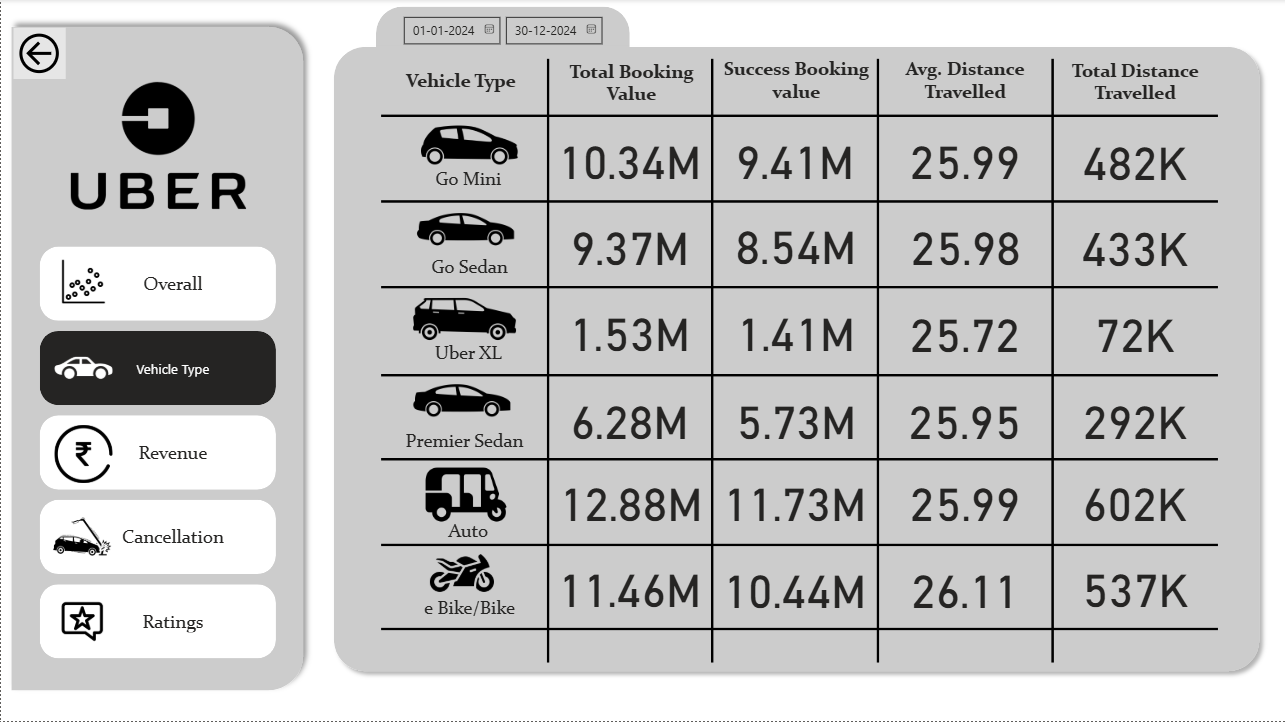 UBER
Overall
Vehicle Type
₹
Revenue
Cancellation
Ratings
01-01-2024 30-12-2024
Vehicle Type
Total Booking
Value
Success Booking
value
Avg. Distance
Travelled
Total Distance
Travelled
Go Mini
10.34M 9.41M 25.99 482K
Go Sedan
9.37M 8.54M 25.98 433K
Uber XL
1.53M 1.41M 25.72 72K
Premier Sedan
6.28M 5.73M 25.95 292K
Auto
12.88M 11.73M 25.99 602K
e Bike/Bike
11.46M 10.44M 26.11 537K